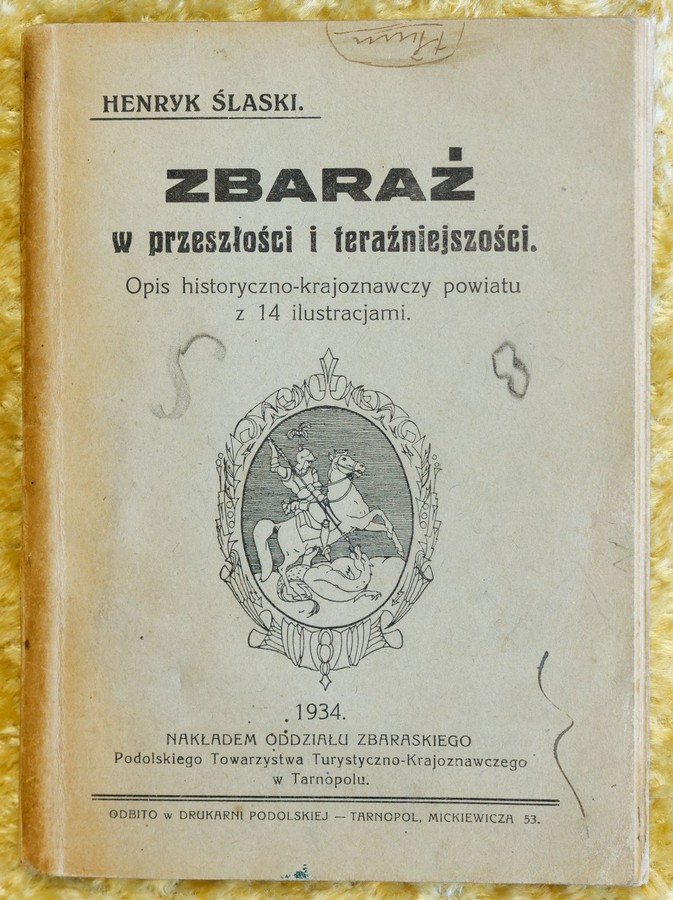 HENRYK ŚLASKI.
ZBARAŻ
w przeszłości i teraźniejszości.
Opis historyczno-krajoznawczy powiatu
z 14 ilustracjami.
1934.
NAKŁADEM ODDZIAŁU ZBARASKIEGO
Podolskiego Towarzystwa Turystyczno-Krajoznawczego
w Tarnopolu.
ODBITO w DRUKARNI PODOLSKIEJ — TARNOPOL, MICKIEWICZA 53.